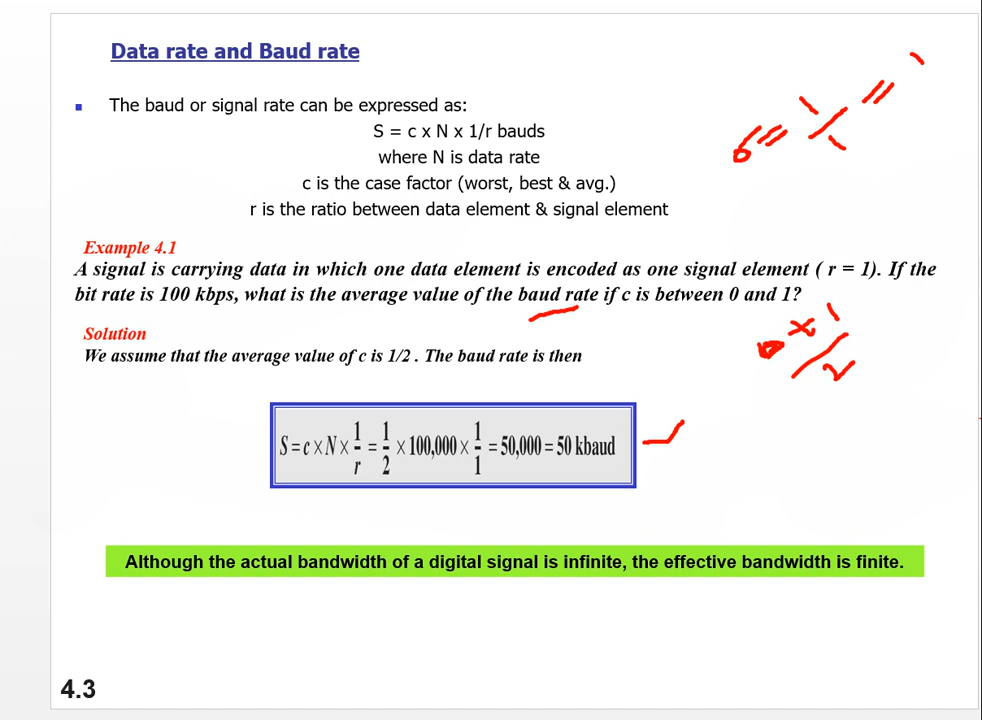 Data rate and Baud rate
The baud or signal rate can be expressed as:
S = c x N x 1/r bauds
where N is data rate
c is the case factor (worst, best & avg.)
r is the ratio between data element & signal element
Example 4.1
A signal is carrying data in which one data element is encoded as one signal element ( r = 1). If the
bit rate is 100 kbps, what is the average value of the baud rate if c is between 0 and 1?
Solution
We assume that the average value of c is 1/2 . The baud rate is then
S = c × N × 1/r = 1/2 × 100,000 × 1/1 = 50,000 = 50 kbaud
Although the actual bandwidth of a digital signal is infinite, the effective bandwidth is finite.
4.3